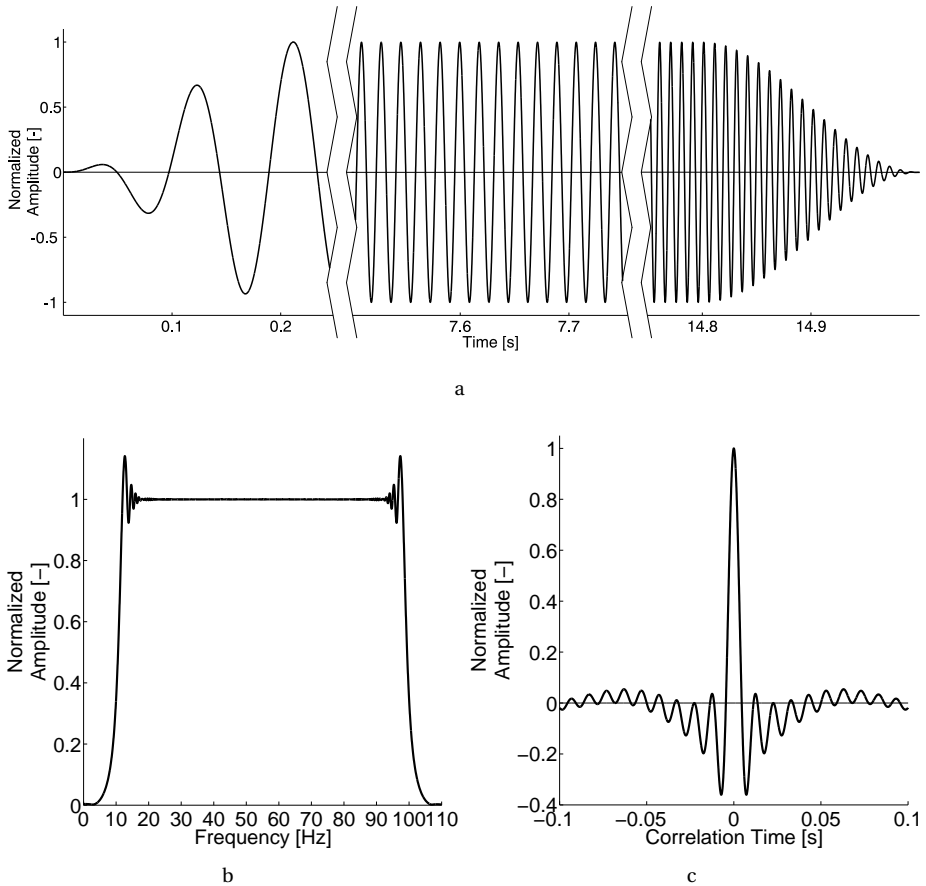 1
0.5
0
-0.5
-1
Normalized
Amplitude [-]
0.1
0.2
7.6
7.7
14.8
14.9
Time [s]
a
1
0.8
0.6
0.4
0.2
0
Normalized
Amplitude [−]
0 10 20 30 40 50 60 70 80 90 100110
Frequency [Hz]
b
1
0.8
0.6
0.4
0.2
0
−0.2
−0.4
Normalized
Amplitude [−]
−0.1 −0.05 0 0.05 0.1
Correlation Time [s]
c